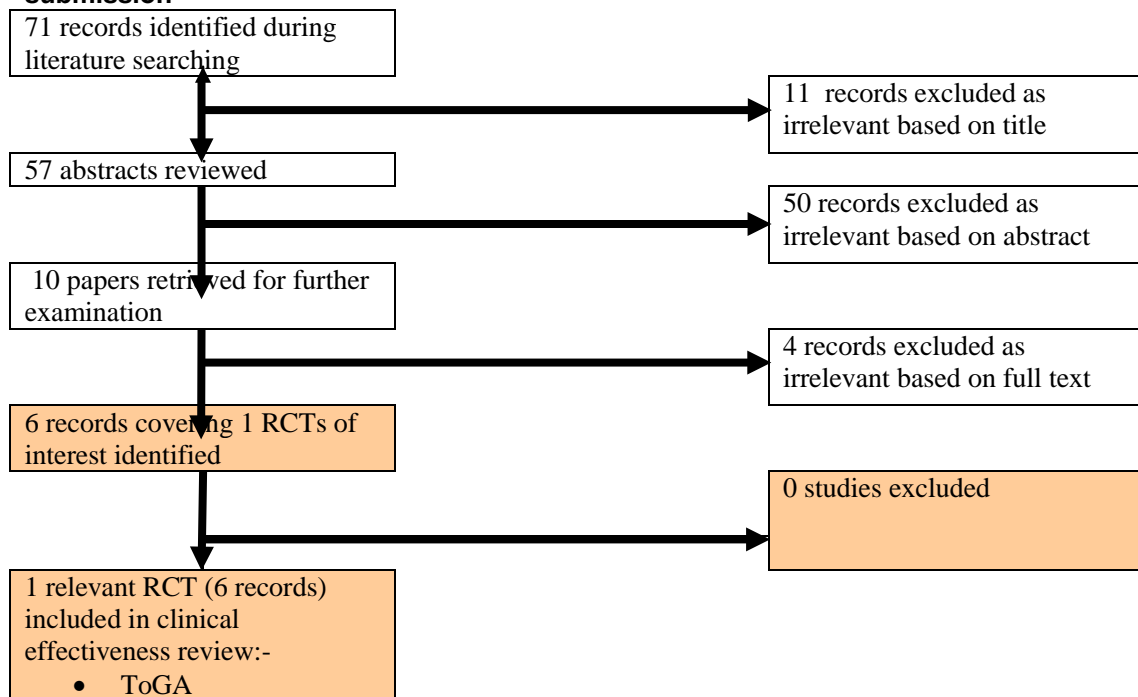 submission
71 records identified during
literature searching
11 records excluded as
irrelevant based on title
57 abstracts reviewed
50 records excluded as
irrelevant based on abstract
10 papers retrieved for further
examination
4 records excluded as
irrelevant based on full text
6 records covering 1 RCTs of
interest identified
0 studies excluded
1 relevant RCT (6 records)
included in clinical
effectiveness review:-
• ToGA